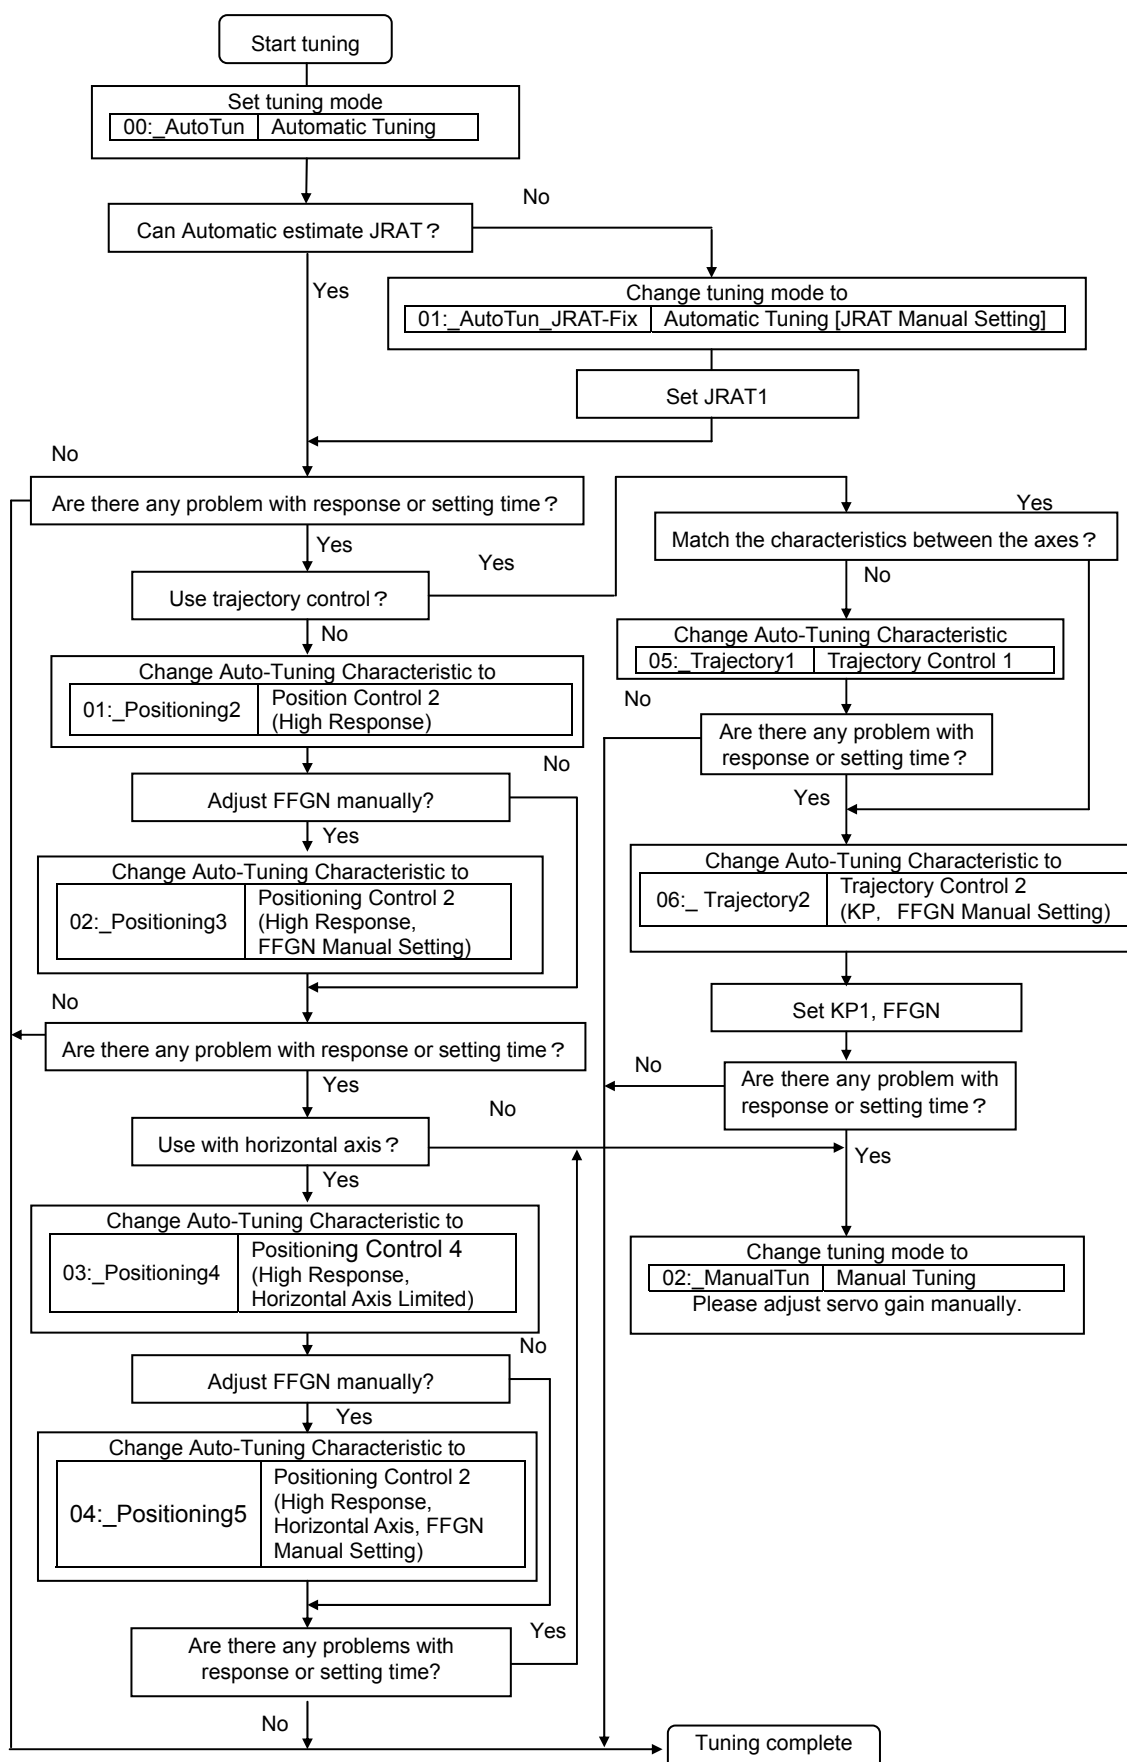 Start tuning
Set tuning mode
00:_AutoTun Automatic Tuning
No
Can Automatic estimate JRAT？
Yes
Change tuning mode to
01:_AutoTun_JRAT-Fix Automatic Tuning [JRAT Manual Setting]
Set JRAT1
No
Are there any problem with response or setting time？
Yes
Use trajectory control？
Yes
No
Change Auto-Tuning Characteristic to
01:_Positioning2
Position Control 2
(High Response)
No
Adjust FFGN manually?
Yes
Change Auto-Tuning Characteristic to
02:_Positioning3
Positioning Control 2
(High Response,
FFGN Manual Setting)
No
Are there any problem with response or setting time？
Yes
No
Use with horizontal axis？
Yes
Change Auto-Tuning Characteristic to
03:_Positioning4
Positioning Control 4
(High Response,
Horizontal Axis Limited)
No
Adjust FFGN manually?
Yes
Change Auto-Tuning Characteristic to
04:_Positioning5
Positioning Control 2
(High Response,
Horizontal Axis, FFGN
Manual Setting)
Yes
Are there any problems with
response or setting time?
No
Yes
Match the characteristics between the axes？
No
Change Auto-Tuning Characteristic
05:_Trajectory1 Trajectory Control 1
No
Are there any problem with
response or setting time？
Yes
Change Auto-Tuning Characteristic to
06:_ Trajectory2
Trajectory Control 2
(KP, FFGN Manual Setting)
Set KP1, FFGN
No
Are there any problem with
response or setting time？
Yes
Change tuning mode to
02:_ManualTun Manual Tuning
Please adjust servo gain manually.
Tuning complete